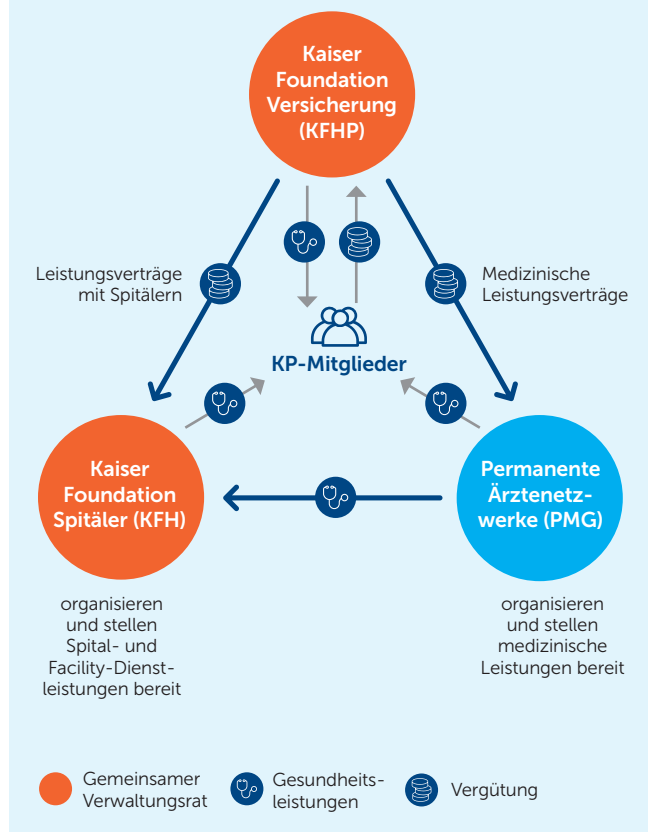 Kaiser
Foundation
Versicherung
(KFHP)
Leistungsverträge
mit Spitälern
Medizinische
Leistungsverträge
KP-Mitglieder
Kaiser
Foundation
Spitäler (KFH)
Permanente
Ärztenetz-
werke (PMG)
organisieren
und stellen
Spital- und
Facility-Dienst-
leistungen bereit
organisieren
und stellen
medizinische
Leistungen bereit
Gemeinsamer
Verwaltungsrat
Gesundheits-
leistungen
Vergütung